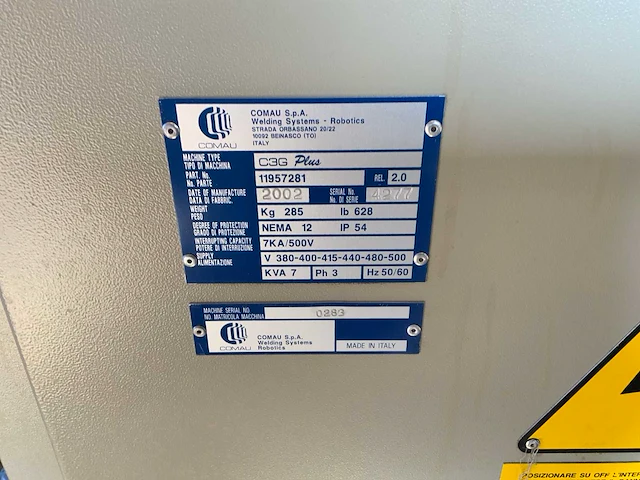 COMAU S.p.A.
Welding Systems - Robotics
STRADA ORBASSANO 20/22
10092 BEINASCO (TO)
ITALY
COMAU
MACHINE TYPE
TIPO DI MACCHINA
C3G Plus
PART. No.
No. PARTE
11957281
REL. 2.0
DATE OF MANUFACTURE
DATA DI FABBRIC.
2002
SERIAL No.
No. DI SERIE
4277
WEIGHT
PESO
Kg 285
lb 628
DEGREE OF PROTECTION
GRADO DI PROTEZIONE
NEMA 12
IP 54
INTERRUPTING CAPACITY
POTERE DI INTERRUZIONE
7KA/500V
SUPPLY
ALIMENTAZIONE
V 380-400-415-440-480-500
KVA 7
Ph 3
Hz 50/60
MACHINE SERIAL NO.
NO. MATRICOLA MACCHINA
0283
COMAU
COMAU S.p.A.
Welding Systems
Robotics
MADE IN ITALY
POSIZIONARE SU OFF L'INTER